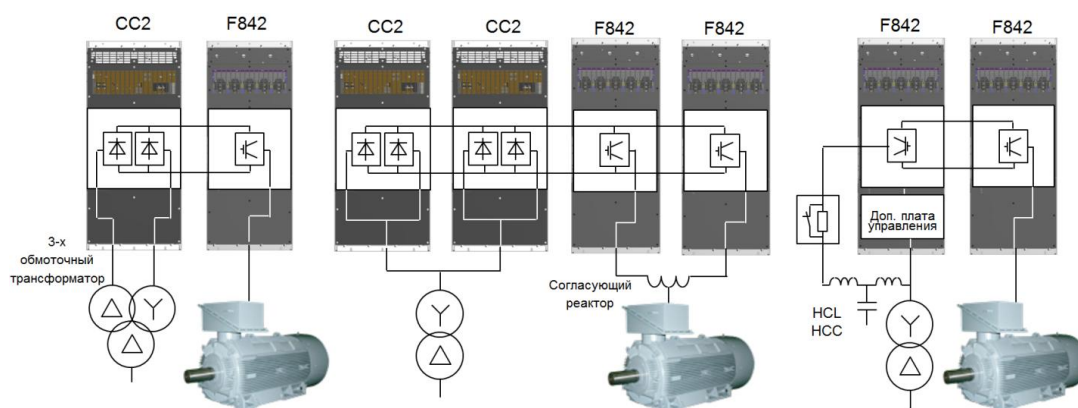 CC2
F842
CC2
CC2
F842
F842
F842
F842
3-х
обмоточный
трансформатор
Согласующий
реактор
Доп. плата
управления
HCL
HCC